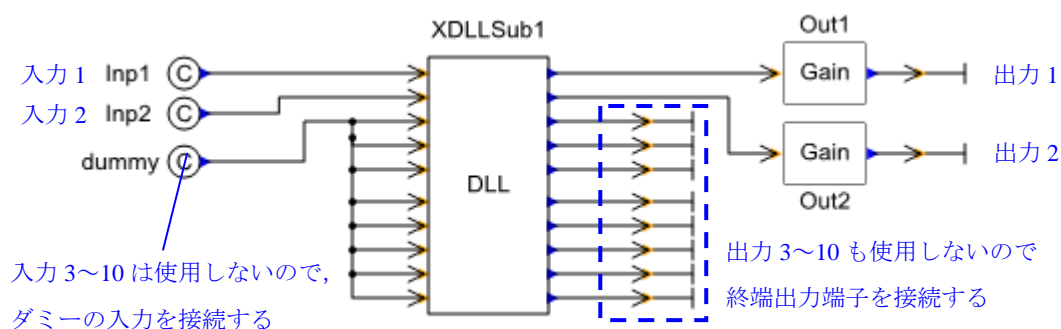 XDLLSub1
Out1
入力 1 Inp1 C
Gain
出力 1
入力 2 Inp2 C
dummy C
DLL
Gain
出力 2
Out2
入力 3～10 は使用しないので,
ダミーの入力を接続する
出力 3～10 も使用しないので
終端出力端子を接続する